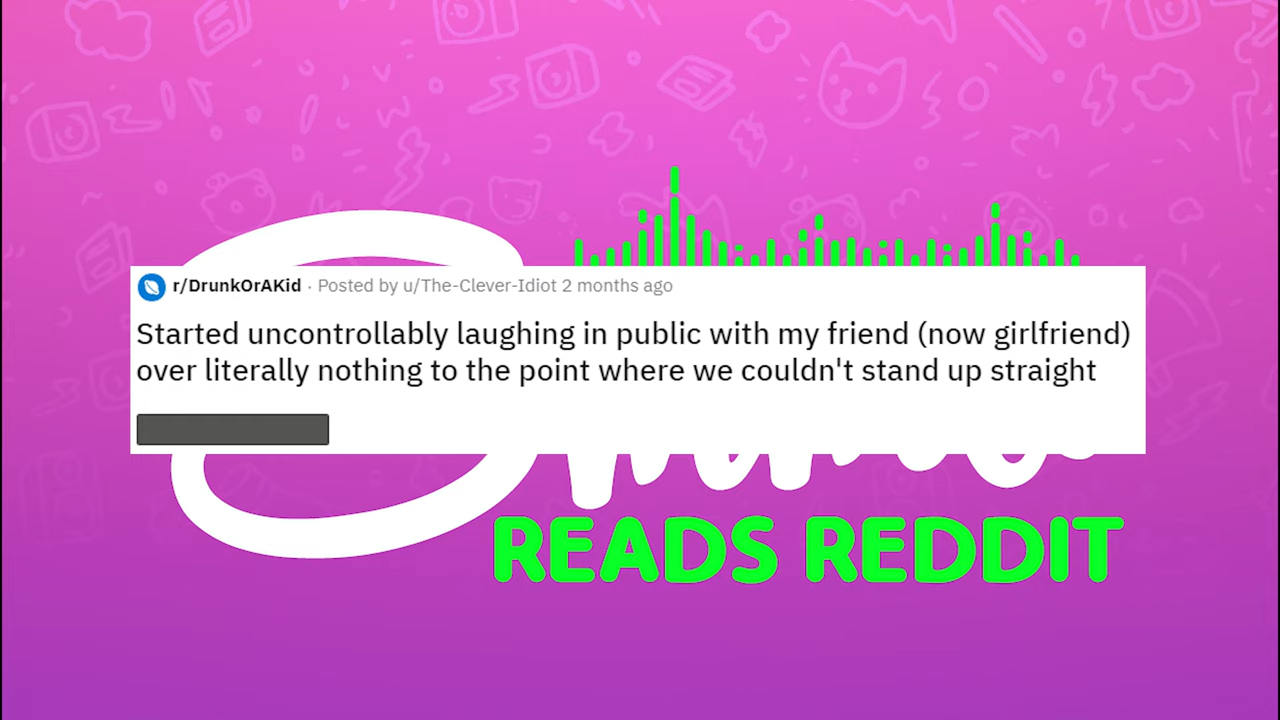 r/DrunkOrAKid · Posted by u/The-Clever-Idiot 2 months ago
Started uncontrollably laughing in public with my friend (now girlfriend)
over literally nothing to the point where we couldn't stand up straight
READS REDDIT